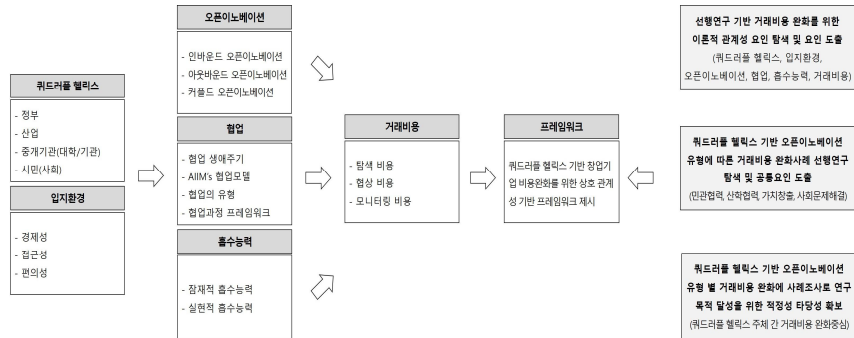 쿼드러플 헬릭스
- 정부
- 산업
- 중개기관(대학/기관)
- 시민(사회)
입지환경
- 경제성
- 접근성
- 편의성
오픈이노베이션
- 인바운드 오픈이노베이션
- 아웃바운드 오픈이노베이션
- 커플드 오픈이노베이션
협업
- 협업 생애주기
- AIIM's 협업모델
- 협업의 유형
- 협업과정 프레임워크
흡수능력
- 잠재적 흡수능력
- 실현적 흡수능력
거래비용
- 탐색 비용
- 협상 비용
- 모니터링 비용
프레임워크
쿼드러플 헬릭스 기반 창업기
업 비용완화를 위한 상호 관계
성 기반 프레임워크 제시
선행연구 기반 거래비용 완화를 위한
이론적 관계성 요인 탐색 및 요인 도출
(쿼드러플 헬릭스, 입지환경,
오픈이노베이션, 협업, 흡수능력, 거래비용)
쿼드러플 헬릭스 기반 오픈이노베이션
유형에 따른 거래비용 완화사례 선행연구
탐색 및 공통요인 도출
(민관협력, 산학협력, 가치창출, 사회문제해결)
쿼드러플 헬릭스 기반 오픈이노베이션
유형 별 거래비용 완화에 사례조사로 연구
목적 달성을 위한 적정성 타당성 확보
(쿼드러플 헬릭스 주체 간 거래비용 완화중심)